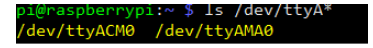 pi@raspberrypi:~ $ ls /dev/ttyA*
/dev/ttyACM0  /dev/ttyAMA0